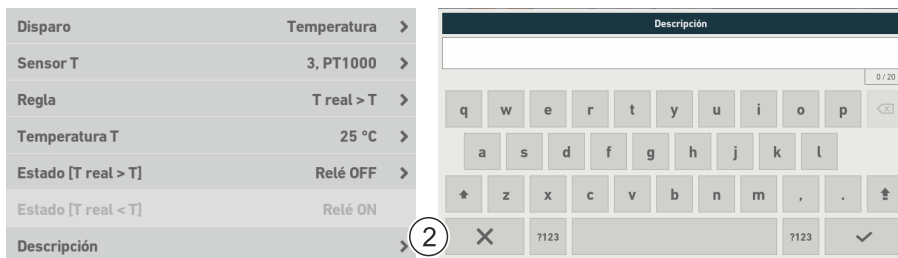 Disparo Temperatura
Sensor T 3, PT1000
Regla T real > T
Temperatura T 25 °C
Estado [T real > T] Relé OFF
Estado [T real < T] Relé ON
Descripción
2
Descripción
0 / 20
q w e r t y u i o p
a s d f g h j k l
z x c v b n m , .
?123 ?123